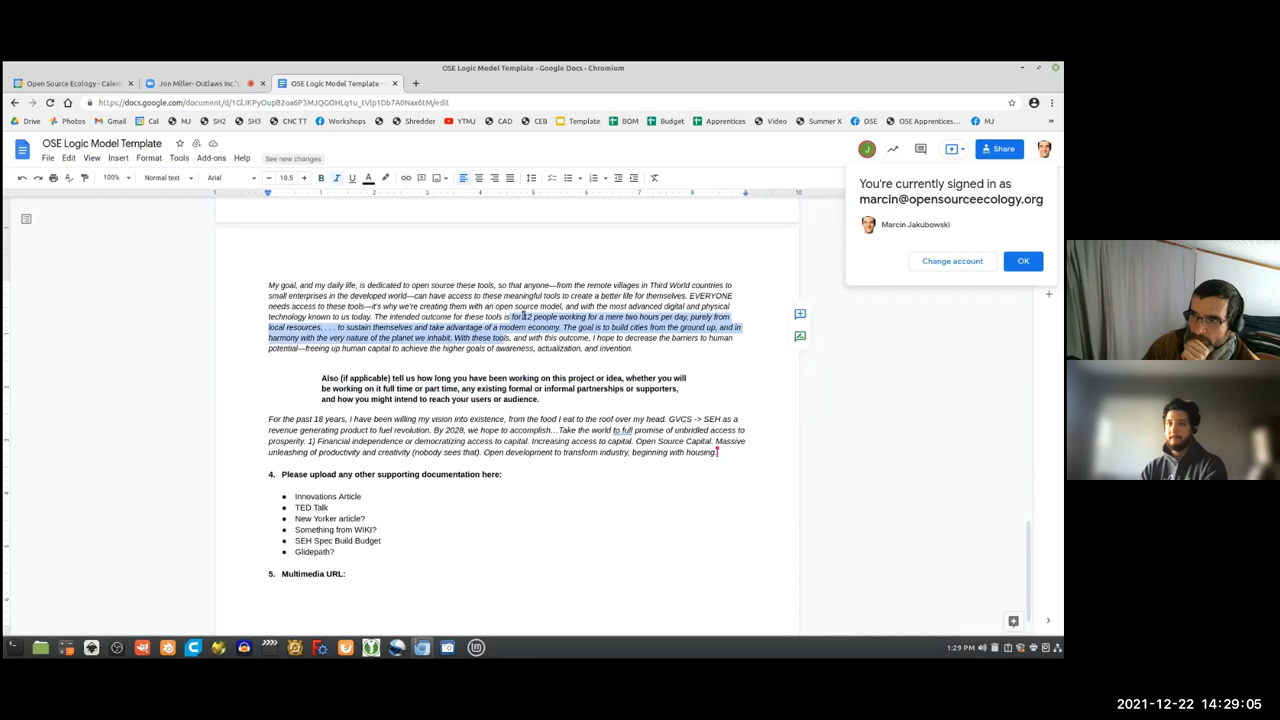 OSE Logic Model Template - Google Docs - Chromium
Open Source Ecology - Calen
Jon Miller- Outlaws Inc.'s
OSE Logic Model Template -
https://docs.google.com/document/d/1GlJKPyOupB2oa6P3MJQGOHLq1u_tVlp1Db7A0Nax6tM/edit
Drive Photos Gmail Cal MJ SH2 SH3 CNC TT Workshops Shredder YTMJ CAD CEB Template BOM Budget Apprentices Video Summer X OSE OSE Apprentices... MJ »
OSE Logic Model Template
File Edit View Insert Format Tools Add-ons Help See new changes
J
Share
100% Normal text Arial 10.5 B I U A
You're currently signed in as
marcin@opensourceecology.org
Marcin Jakubowski
Change account OK
My goal, and my daily life, is dedicated to open source these tools, so that anyone—from the remote villages in Third World countries to
small enterprises in the developed world—can have access to these meaningful tools to create a better life for themselves. EVERYONE
needs access to these tools—it's why we're creating them with an open source model, and with the most advanced digital and physical
technology known to us today. The intended outcome for these tools is for 12 people working for a mere two hours per day, purely from
local resources, . . . to sustain themselves and take advantage of a modern economy. The goal is to build cities from the ground up, and in
harmony with the very nature of the planet we inhabit. With these tools, and with this outcome, I hope to decrease the barriers to human
potential—freeing up human capital to achieve the higher goals of awareness, actualization, and invention.
Also (if applicable) tell us how long you have been working on this project or idea, whether you will
be working on it full time or part time, any existing formal or informal partnerships or supporters,
and how you might intend to reach your users or audience.
For the past 18 years, I have been willing my vision into existence, from the food I eat to the roof over my head. GVCS -> SEH as a
revenue generating product to fuel revolution. By 2028, we hope to accomplish…Take the world to full promise of unbridled access to
prosperity. 1) Financial independence or democratizing access to capital. Increasing access to capital. Open Source Capital. Massive
unleashing of productivity and creativity (nobody sees that). Open development to transform industry, beginning with housing.
4. Please upload any other supporting documentation here:
● Innovations Article
● TED Talk
● New Yorker article?
● Something from WIKI?
● SEH Spec Build Budget
● Glidepath?
5. Multimedia URL:
1:29 PM
2021-12-22 14:29:05